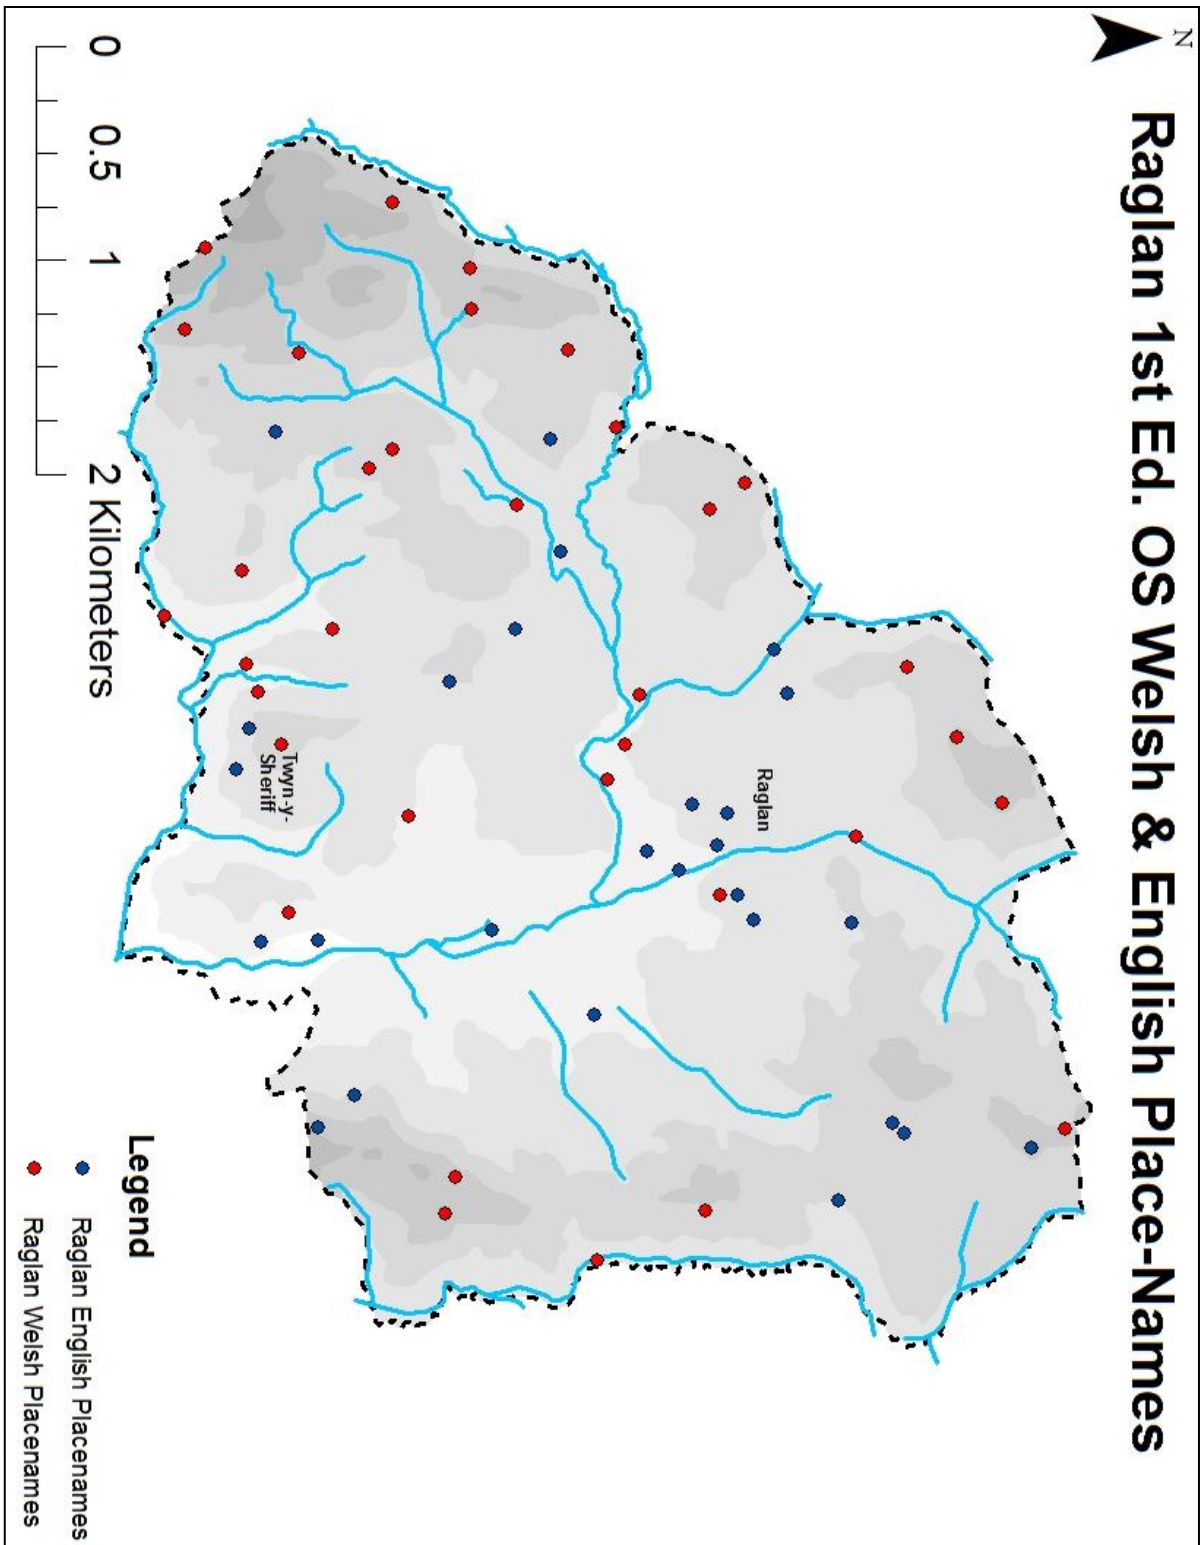 N
Raglan 1st Ed. OS Welsh & English Place-Names
Raglan
Twyn-y-
Sheriff
Legend
Raglan English Placenames
Raglan Welsh Placenames
0 0.5 1 2 Kilometers